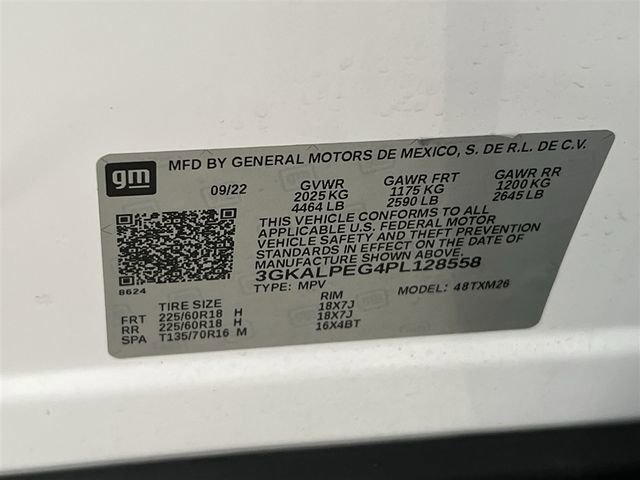 gm
MFD BY GENERAL MOTORS DE MEXICO, S. DE R.L. DE C.V.
09/22 GVWR GAWR FRT GAWR RR
2025 KG 1175 KG 1200 KG
4464 LB 2590 LB 2645 LB
THIS VEHICLE CONFORMS TO ALL
APPLICABLE U.S. FEDERAL MOTOR
VEHICLE SAFETY AND THEFT PREVENTION
STANDARDS IN EFFECT ON THE DATE OF
MANUFACTURE SHOWN ABOVE.
3GKALPEG4PL128558
8624
TYPE: MPV MODEL: 48TXM26
TIRE SIZE RIM
FRT 225/60R18 H 18X7J
RR 225/60R18 H 18X7J
SPA T135/70R16 M 16X4BT